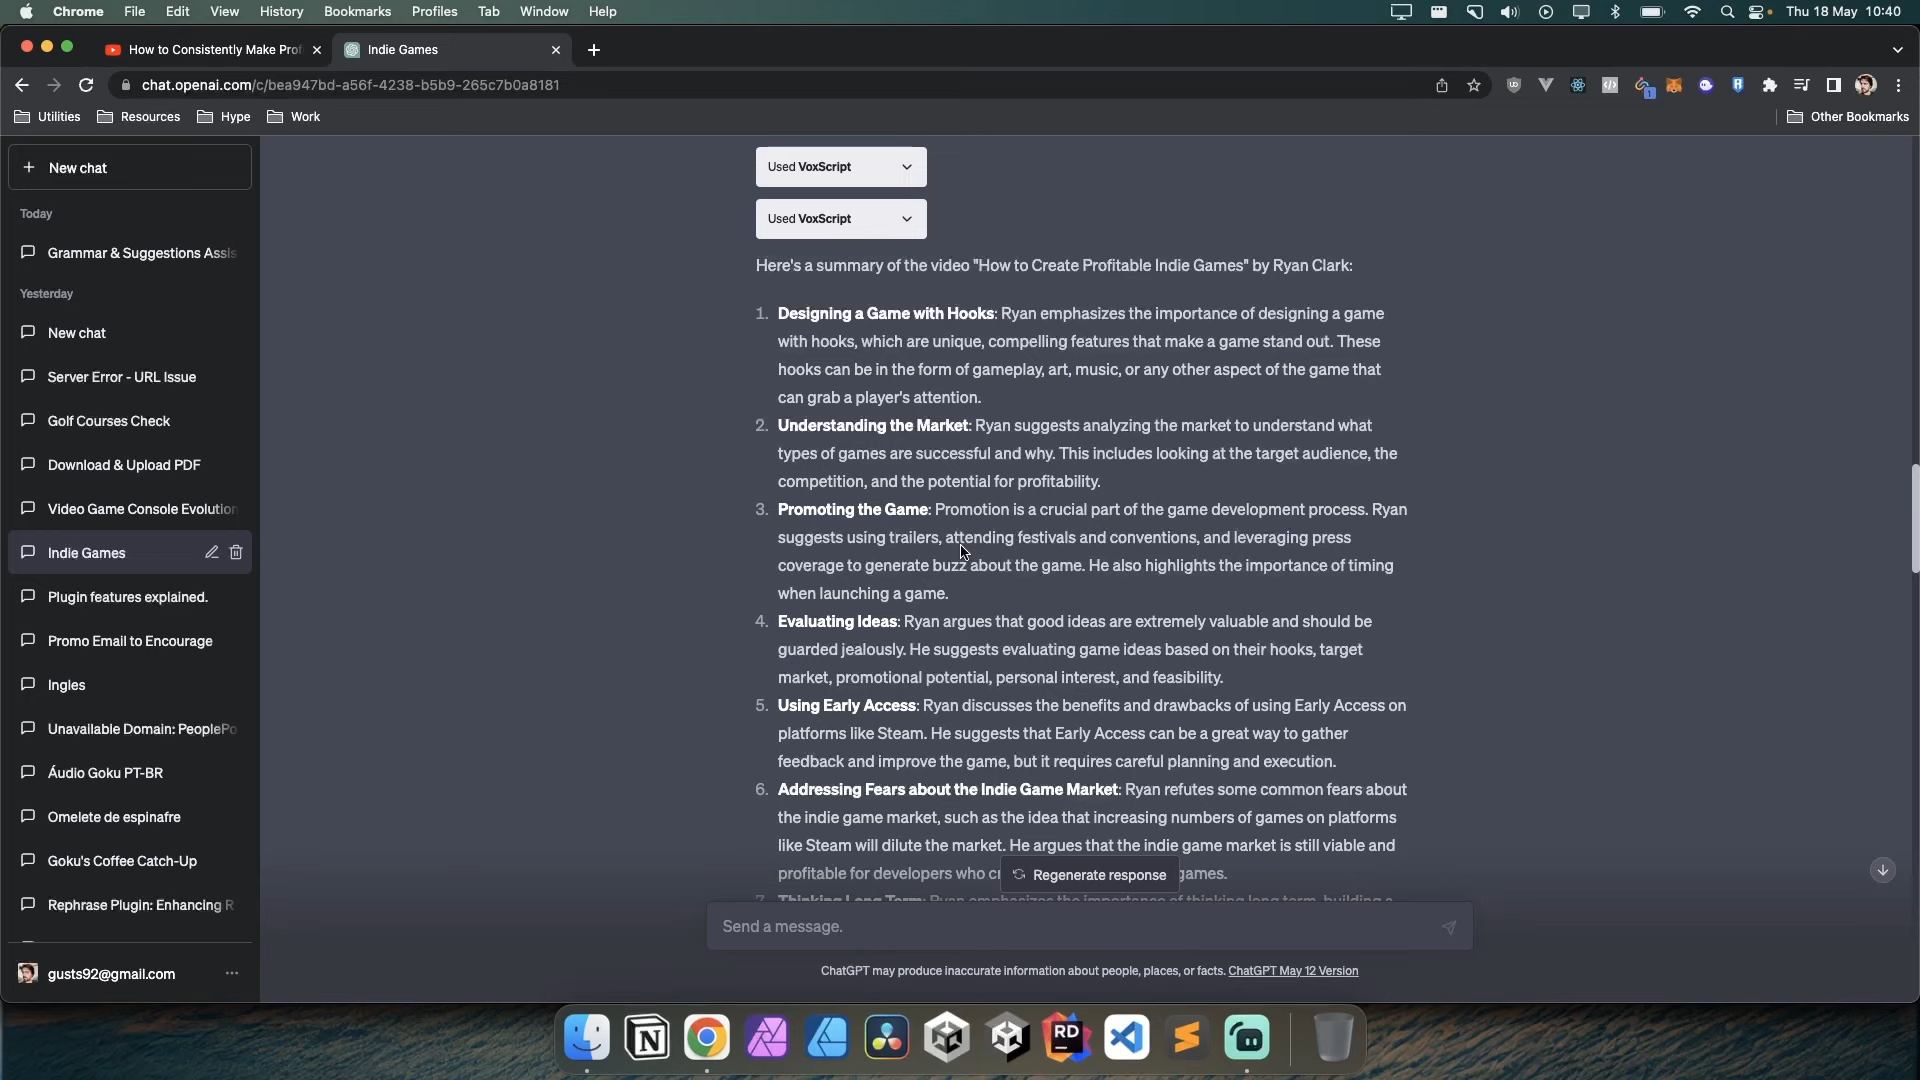 Chrome File Edit View History Bookmarks Profiles Tab Window Help Thu 18 May 10:40
How to Consistently Make Prof
Indie Games
chat.openai.com/c/bea947bd-a56f-4238-b5b9-265c7b0a8181
1
Utilities Resources Hype Work Other Bookmarks
+ New chat
Today
Grammar & Suggestions Assis
Yesterday
New chat
Server Error - URL Issue
Golf Courses Check
Download & Upload PDF
Video Game Console Evolution
Indie Games
Plugin features explained.
Promo Email to Encourage
Ingles
Unavailable Domain: PeoplePo
Áudio Goku PT-BR
Omelete de espinafre
Goku's Coffee Catch-Up
Rephrase Plugin: Enhancing R
gusts92@gmail.com ...
Used VoxScript
Used VoxScript
Here's a summary of the video "How to Create Profitable Indie Games" by Ryan Clark:
1. Designing a Game with Hooks: Ryan emphasizes the importance of designing a game
with hooks, which are unique, compelling features that make a game stand out. These
hooks can be in the form of gameplay, art, music, or any other aspect of the game that
can grab a player's attention.
2. Understanding the Market: Ryan suggests analyzing the market to understand what
types of games are successful and why. This includes looking at the target audience, the
competition, and the potential for profitability.
3. Promoting the Game: Promotion is a crucial part of the game development process. Ryan
suggests using trailers, attending festivals and conventions, and leveraging press
coverage to generate buzz about the game. He also highlights the importance of timing
when launching a game.
4. Evaluating Ideas: Ryan argues that good ideas are extremely valuable and should be
guarded jealously. He suggests evaluating game ideas based on their hooks, target
market, promotional potential, personal interest, and feasibility.
5. Using Early Access: Ryan discusses the benefits and drawbacks of using Early Access on
platforms like Steam. He suggests that Early Access can be a great way to gather
feedback and improve the game, but it requires careful planning and execution.
6. Addressing Fears about the Indie Game Market: Ryan refutes some common fears about
the indie game market, such as the idea that increasing numbers of games on platforms
like Steam will dilute the market. He argues that the indie game market is still viable and
profitable for developers who cr games.
Regenerate response
7. Thinking Long Term: Ryan emphasizes the importance of thinking long term, building a
Send a message.
ChatGPT may produce inaccurate information about people, places, or facts. ChatGPT May 12 Version
RD